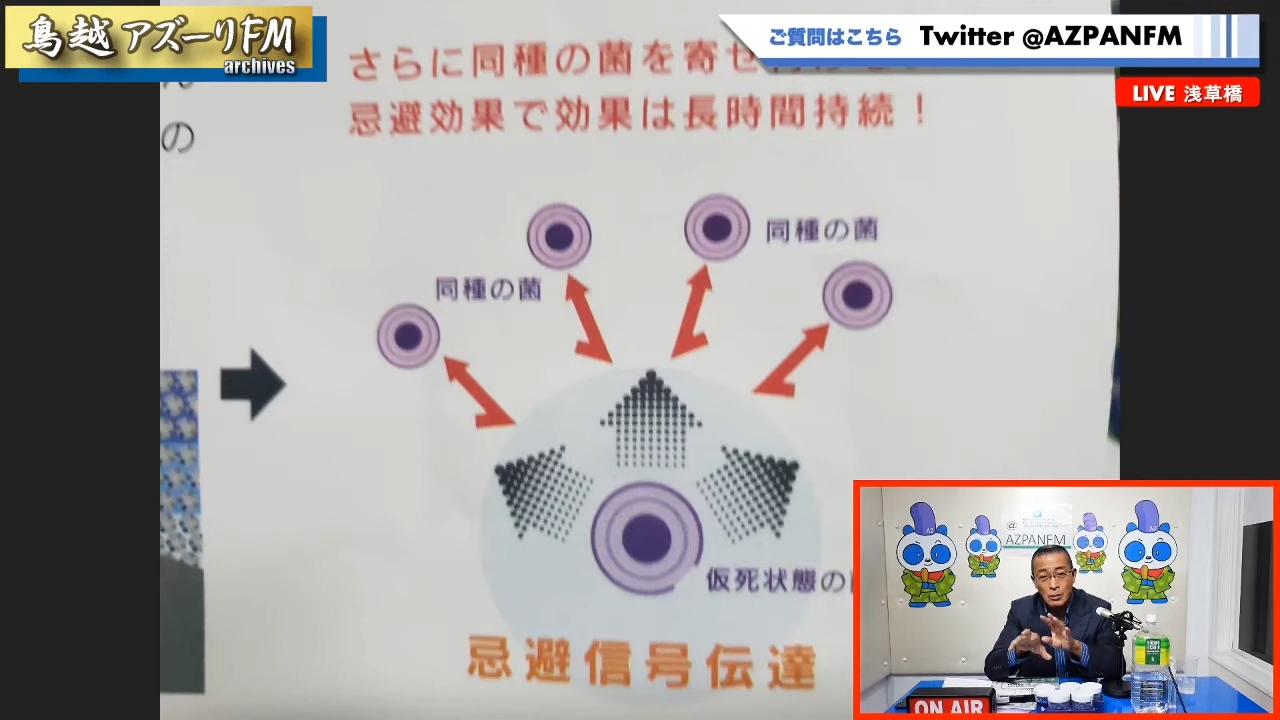 鳥越 アズーリFM
archives
ご質問はこちら Twitter @AZPANFM
LIVE 浅草橋
さらに同種の菌を寄せ
忌避効果で効果は長時間持続！
の
同種の菌
同種の菌
仮死状態の
忌避信号伝達
@
AZPANFM
AZ
AZ
ON AIR